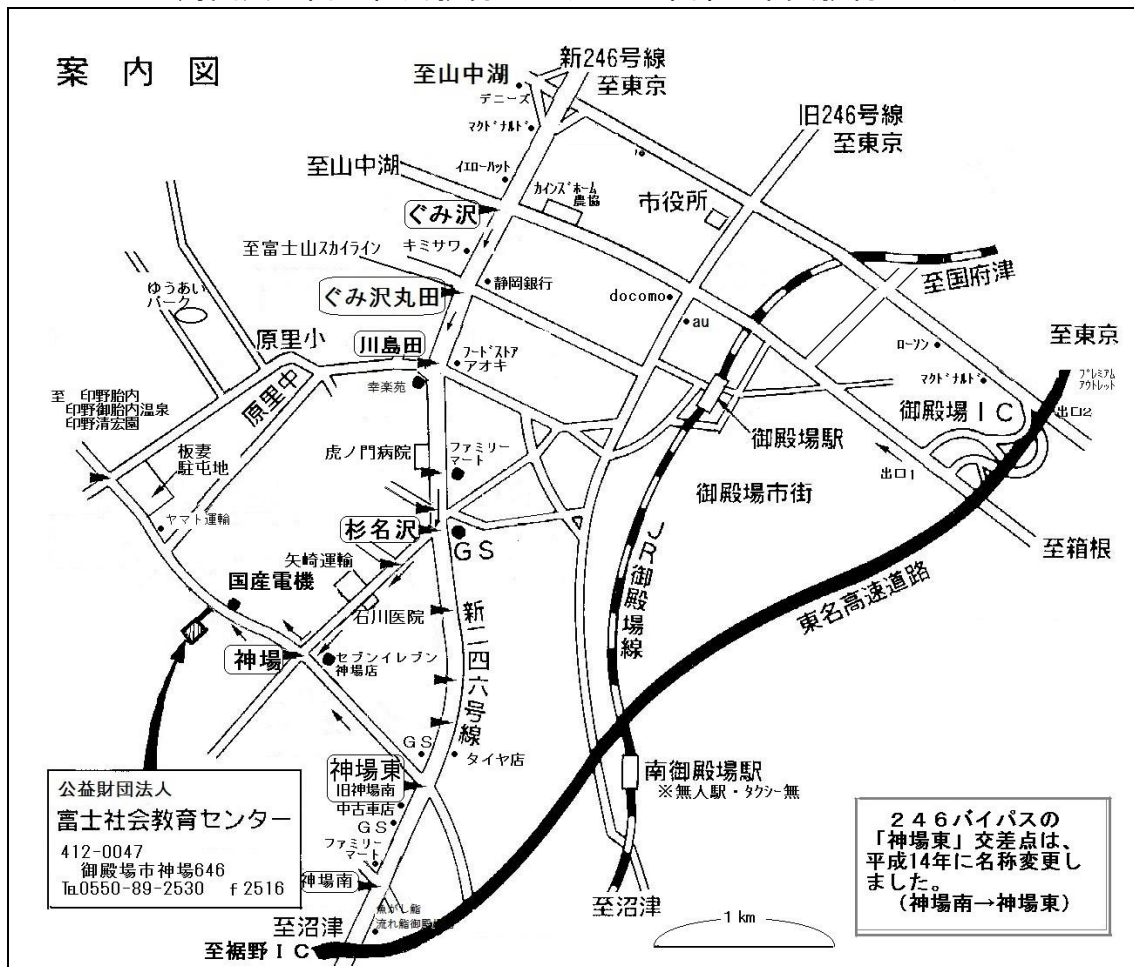 案内図
至山中湖
デニーズ
新246号線
至東京
マクドナルド
旧246号線
至東京
至山中湖
イエローハット
カインズホーム
農協
市役所
ぐみ沢
至富士山スカイライン
キミサワ
静岡銀行
ぐみ沢丸田
docomo
au
至国府津
ゆうあい
パーク
原里小
川島田
フードストア
アオキ
幸楽苑
ローソン
至東京
マクドナルド
プレミアム
アウトレット
原里中
至 印野胎内
印野御胎内温泉
印野清宏園
御殿場IC
出口2
出口1
御殿場駅
板妻
駐屯地
虎ノ門病院
ファミリー
マート
御殿場市街
ヤマト運輸
杉名沢
GS
至箱根
矢崎運輸
国産電機
石川医院
JR御殿場線
東名高速道路
新二四六号線
神場
セブンイレブン
神場店
GS
タイヤ店
神場東
旧神場南
中古車店
GS
ファミリー
マート
神場南
南御殿場駅
※無人駅・タクシー無
公益財団法人
富士社会教育センター
412-0047
御殿場市神場646
℡0550-89-2530 f 2516
魚がし鮨
流れ鮨御殿場
至沼津
至裾野IC
至沼津
1 km
246バイパスの
「神場東」交差点は、
平成14年に名称変更し
ました。
(神場南→神場東)